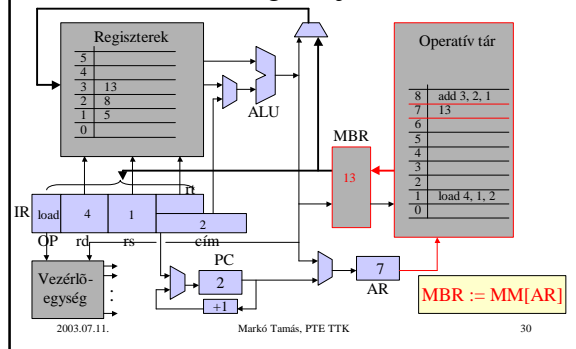 Regiszterek
5
4
3 13
2 8
1 5
0
ALU
MBR
13
Operatív tár
8 add 3, 2, 1
7 13
6
5
4
3
2
1 load 4, 1, 2
0
rt
IR load 4 1
2
OP rd rs cím
Vezérlő-
egység
PC
2
+1
7
AR
MBR := MM[AR]
2003.07.11. Markó Tamás, PTE TTK 30